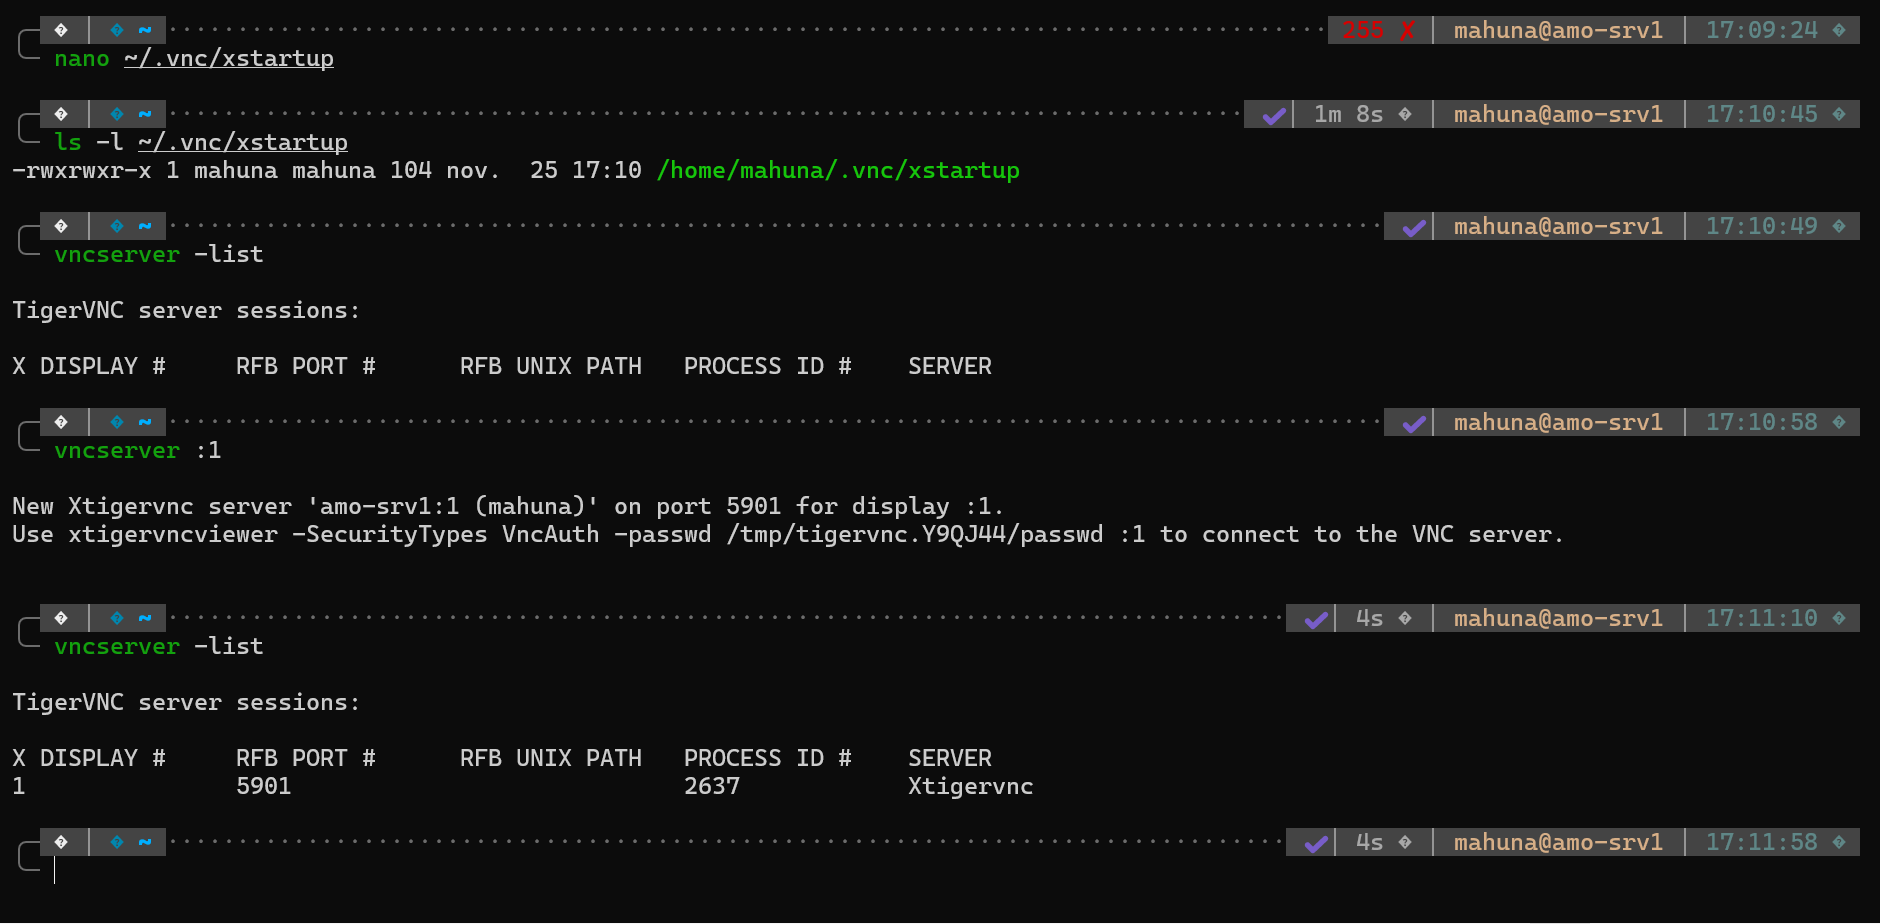 ~ 255 ✘ mahuna@amo-srv1 17:09:24
nano ~/.vnc/xstartup
~ ✔ 1m 8s mahuna@amo-srv1 17:10:45
ls -l ~/.vnc/xstartup
-rwxrwxr-x 1 mahuna mahuna 104 nov.  25 17:10 /home/mahuna/.vnc/xstartup
~ ✔ mahuna@amo-srv1 17:10:49
vncserver -list
TigerVNC server sessions:
X DISPLAY #     RFB PORT #      RFB UNIX PATH   PROCESS ID #    SERVER
~ ✔ mahuna@amo-srv1 17:10:58
vncserver :1
New Xtigervnc server 'amo-srv1:1 (mahuna)' on port 5901 for display :1.
Use xtigervncviewer -SecurityTypes VncAuth -passwd /tmp/tigervnc.Y9QJ44/passwd :1 to connect to the VNC server.
~ ✔ 4s mahuna@amo-srv1 17:11:10
vncserver -list
TigerVNC server sessions:
X DISPLAY #     RFB PORT #      RFB UNIX PATH   PROCESS ID #    SERVER
1               5901                            2637            Xtigervnc
~ ✔ 4s mahuna@amo-srv1 17:11:58